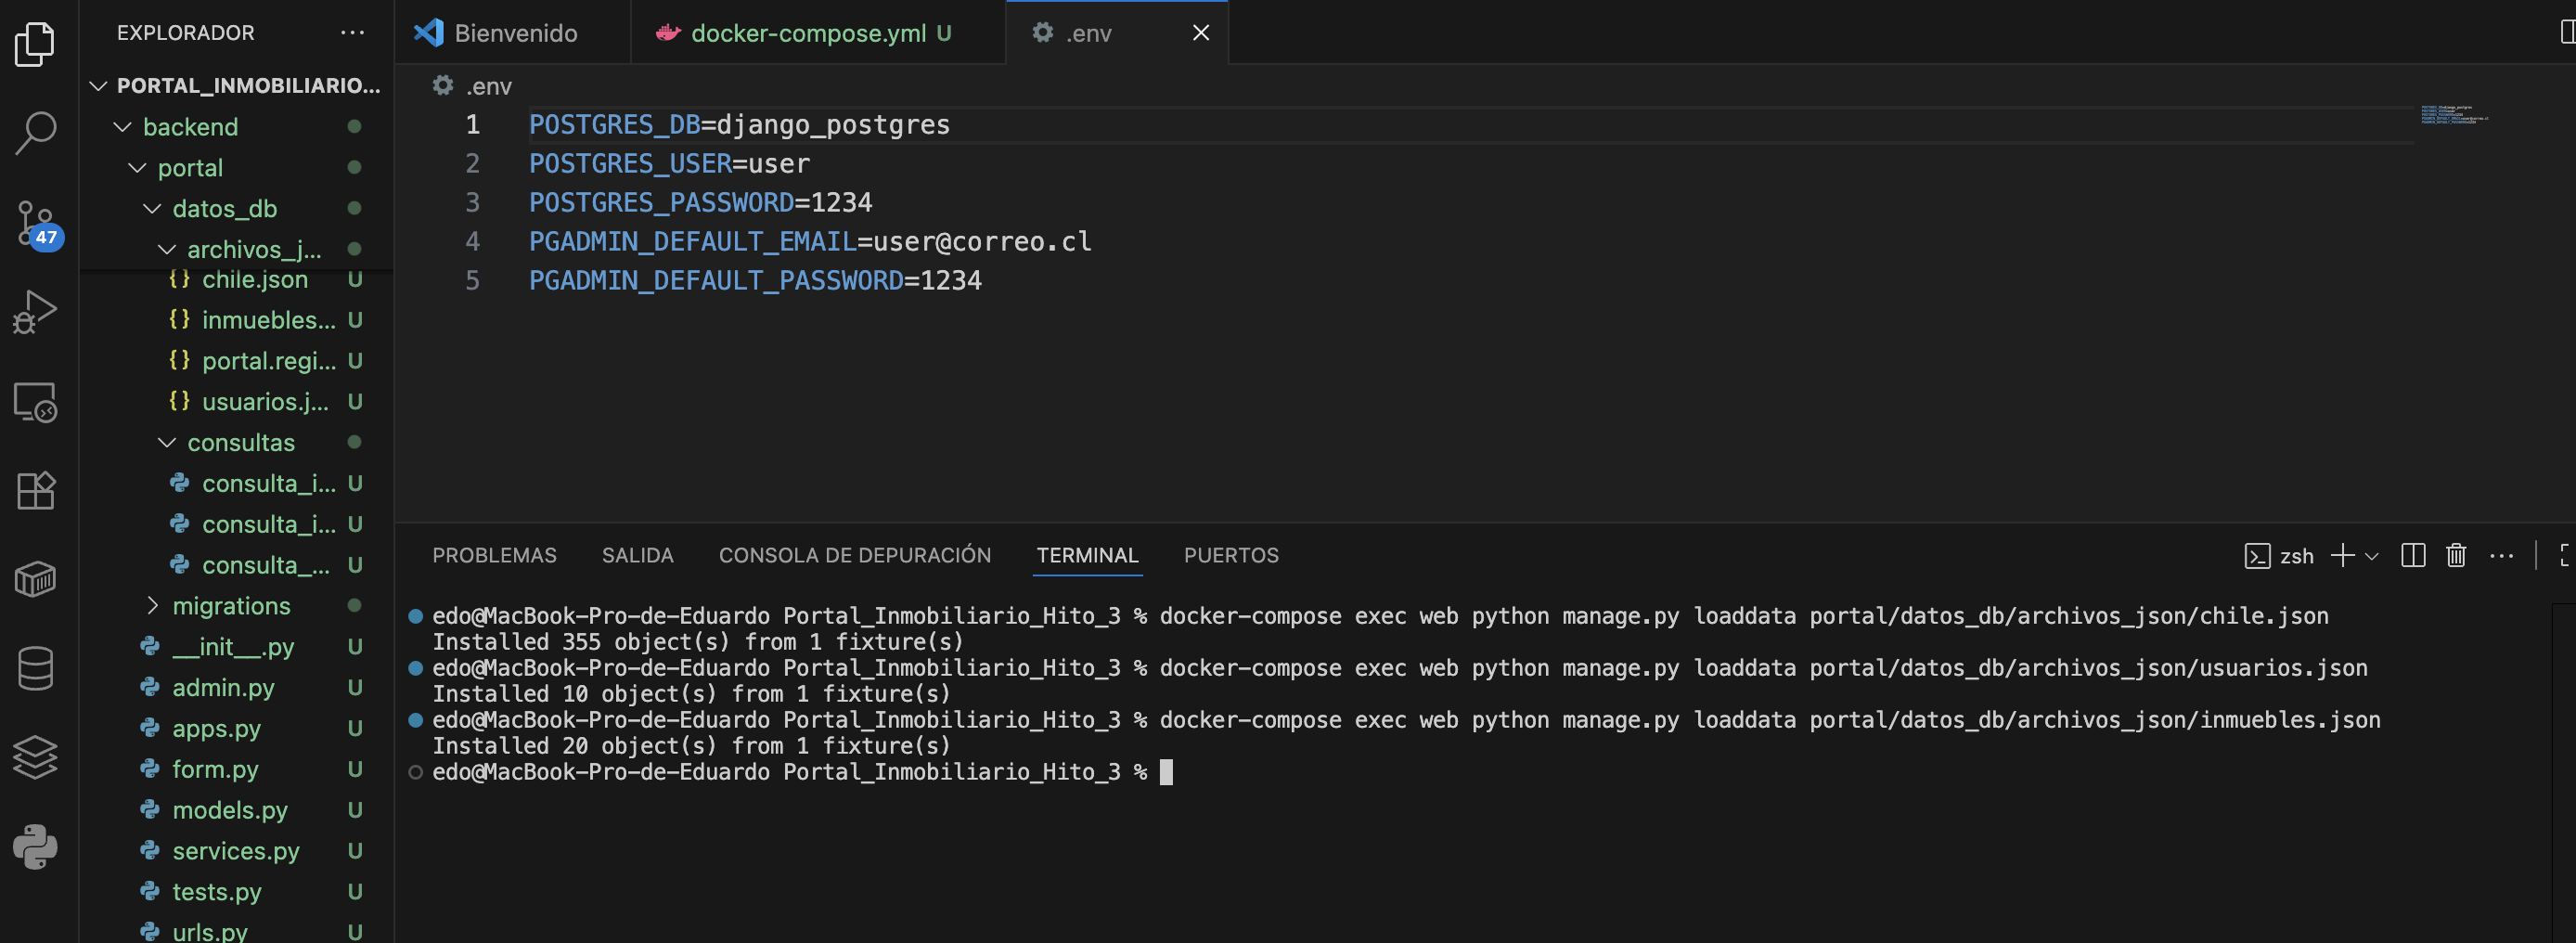 EXPLORADOR
PORTAL_INMOBILIARIO...
backend
portal
datos_db
archivos_j...
chile.json U
inmuebles... U
portal.regi... U
usuarios.j... U
consultas
consulta_i... U
consulta_i... U
consulta_... U
migrations
__init__.py U
admin.py U
apps.py U
form.py U
models.py U
services.py U
tests.py U
urls.py U
47
Bienvenido
docker-compose.yml U
.env
.env
1 POSTGRES_DB=django_postgres
2 POSTGRES_USER=user
3 POSTGRES_PASSWORD=1234
4 PGADMIN_DEFAULT_EMAIL=user@correo.cl
5 PGADMIN_DEFAULT_PASSWORD=1234
PROBLEMAS SALIDA CONSOLA DE DEPURACIÓN TERMINAL PUERTOS
zsh
edo@MacBook-Pro-de-Eduardo Portal_Inmobiliario_Hito_3 % docker-compose exec web python manage.py loaddata portal/datos_db/archivos_json/chile.json
Installed 355 object(s) from 1 fixture(s)
edo@MacBook-Pro-de-Eduardo Portal_Inmobiliario_Hito_3 % docker-compose exec web python manage.py loaddata portal/datos_db/archivos_json/usuarios.json
Installed 10 object(s) from 1 fixture(s)
edo@MacBook-Pro-de-Eduardo Portal_Inmobiliario_Hito_3 % docker-compose exec web python manage.py loaddata portal/datos_db/archivos_json/inmuebles.json
Installed 20 object(s) from 1 fixture(s)
edo@MacBook-Pro-de-Eduardo Portal_Inmobiliario_Hito_3 %